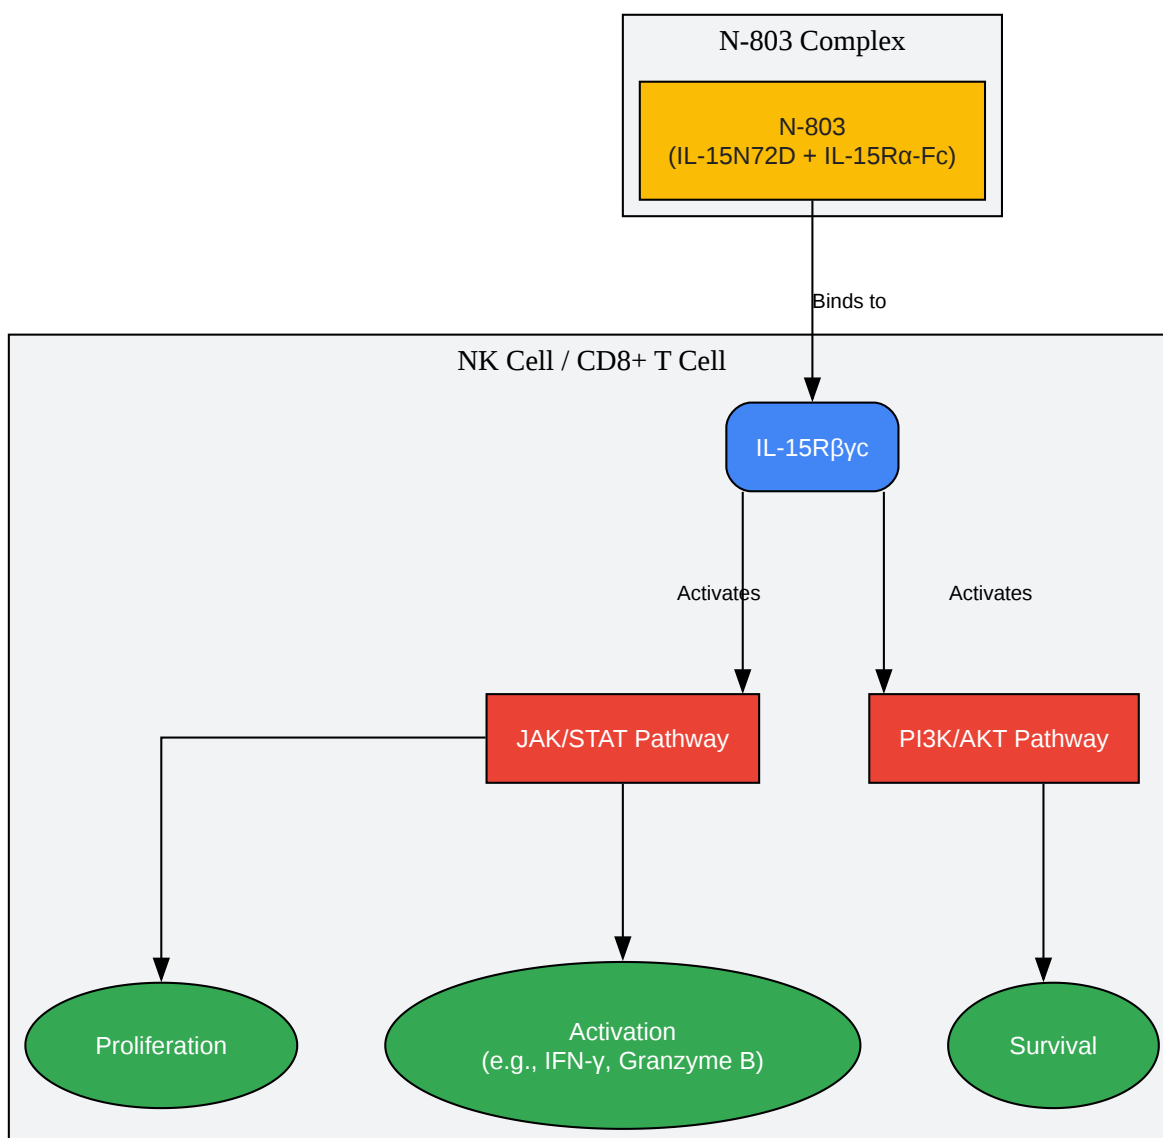 N-803 Complex
N-803
(IL-15N72D + IL-15Rα-Fc)
Binds to
NK Cell / CD8+ T Cell
IL-15Rβγc
Activates
Activates
JAK/STAT Pathway
PI3K/AKT Pathway
Proliferation
Activation
(e.g., IFN-γ, Granzyme B)
Survival